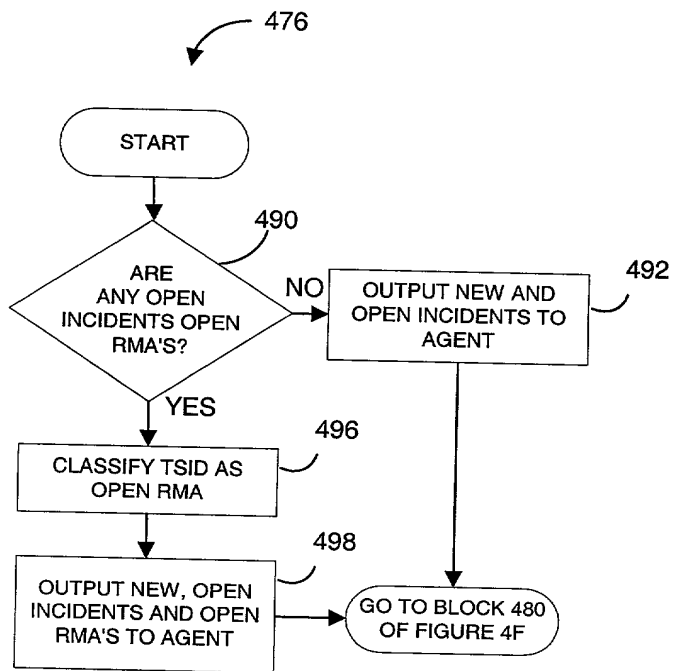 476
START
490
ARE
ANY OPEN
INCIDENTS OPEN
RMA'S?
NO
492
OUTPUT NEW AND
OPEN INCIDENTS TO
AGENT
YES
496
CLASSIFY TSID AS
OPEN RMA
498
OUTPUT NEW, OPEN
INCIDENTS AND OPEN
RMA'S TO AGENT
GO TO BLOCK 480
OF FIGURE 4F